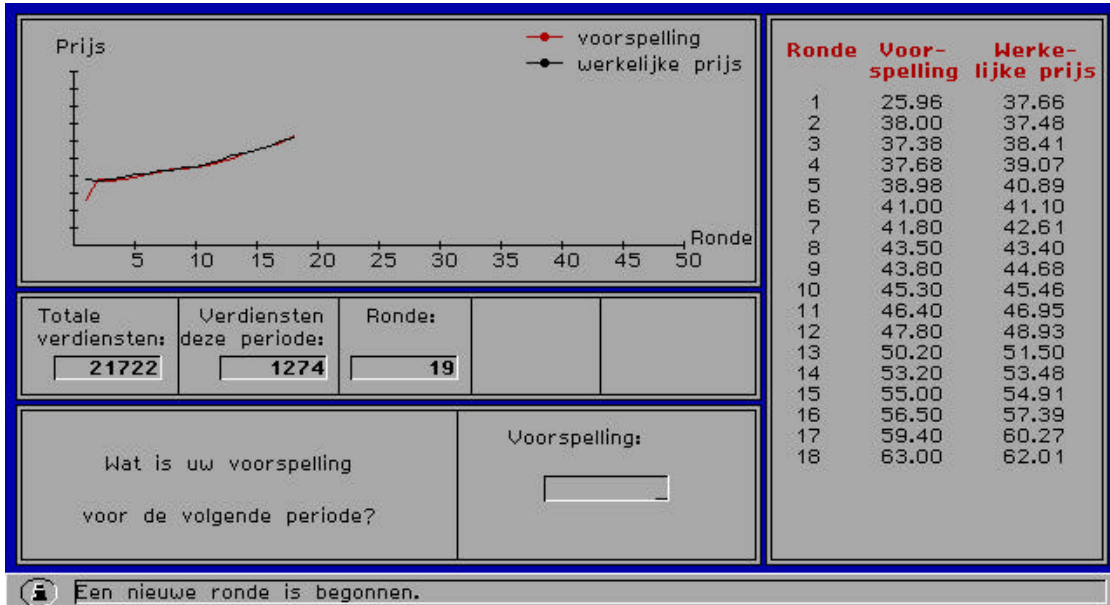 Prijs
voorspelling
werkelijke prijs
Ronde
5 10 15 20 25 30 35 40 45 50
Totale verdiensten:
21722
Verdiensten deze periode:
1274
Ronde:
19
Wat is uw voorspelling
voor de volgende periode?
Voorspelling:
_
Ronde Voor- Werke-
spelling lijke prijs
1 25.96 37.66
2 38.00 37.48
3 37.38 38.41
4 37.68 39.07
5 38.98 40.89
6 41.00 41.10
7 41.80 42.61
8 43.50 43.40
9 43.80 44.68
10 45.30 45.46
11 46.40 46.95
12 47.80 48.93
13 50.20 51.50
14 53.20 53.48
15 55.00 54.91
16 56.50 57.39
17 59.40 60.27
18 63.00 62.01
Een nieuwe ronde is begonnen.